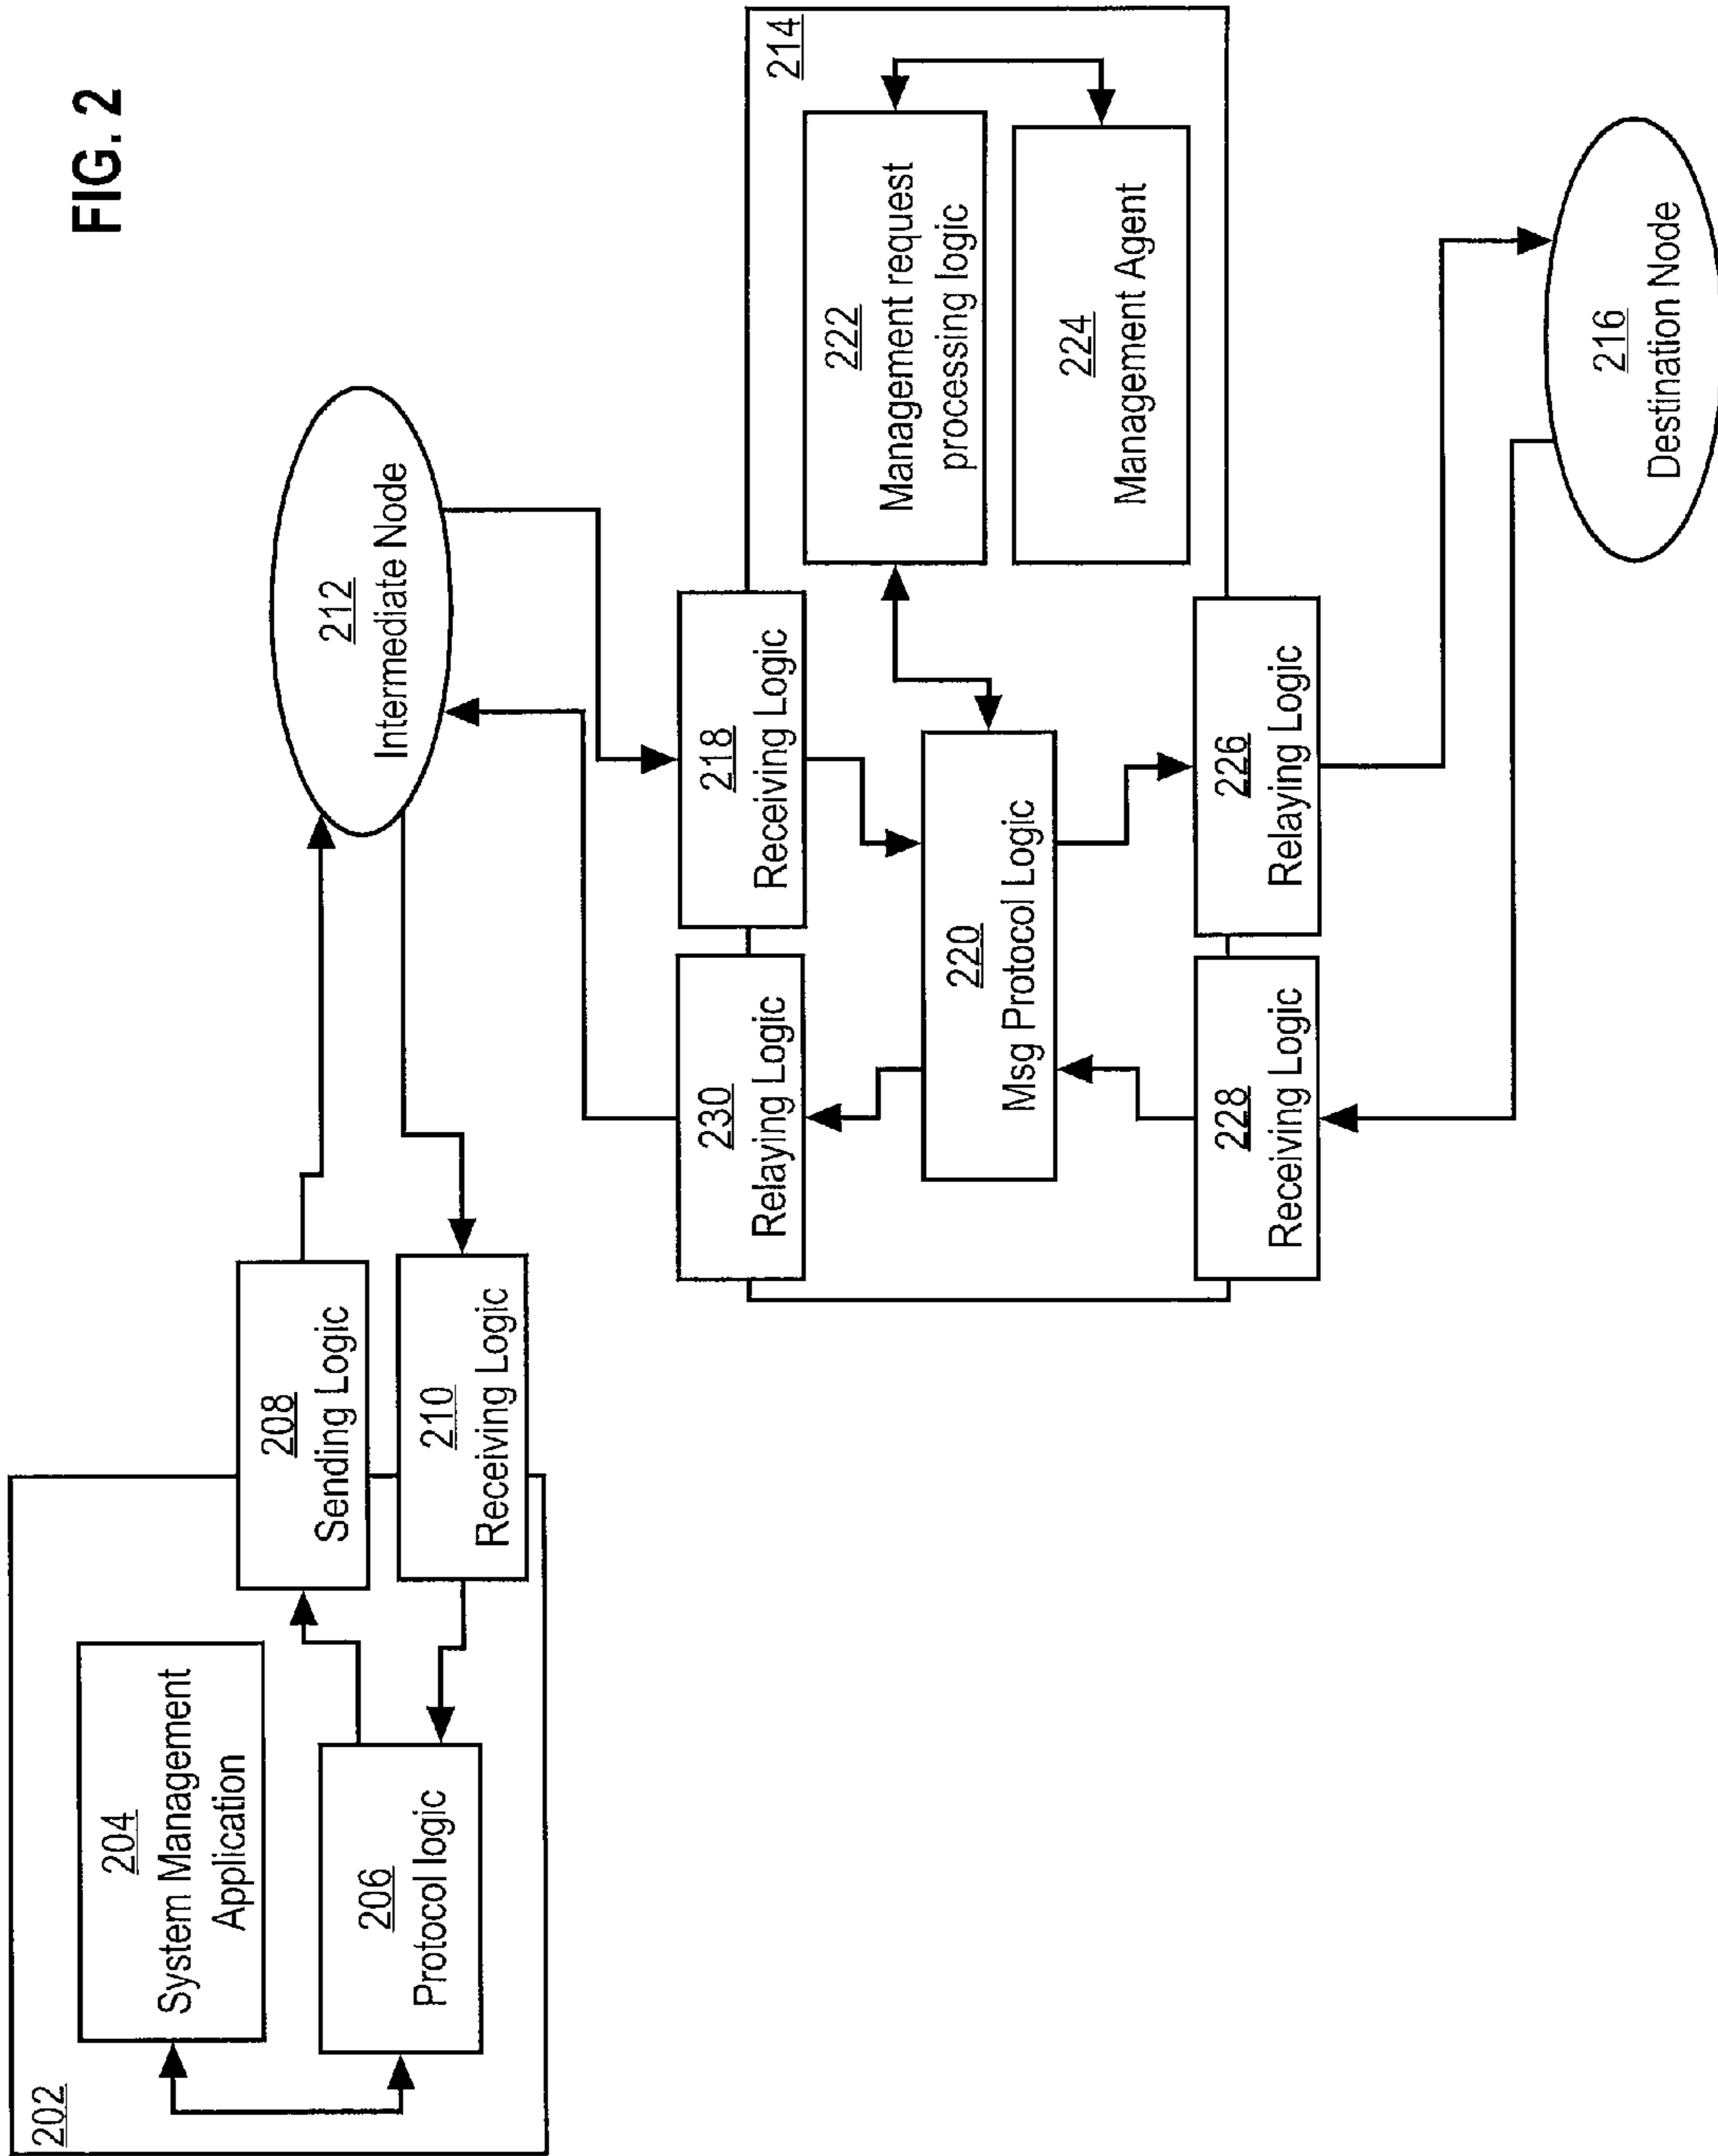 FIG. 2
202
204
System Management
Application
206
Protocol logic
208
Sending Logic
210
Receiving Logic
212
Intermediate Node
214
230
Relaying Logic
218
Receiving Logic
220
Msg Protocol Logic
222
Management request
processing logic
224
Management Agent
228
Receiving Logic
226
Relaying Logic
216
Destination Node